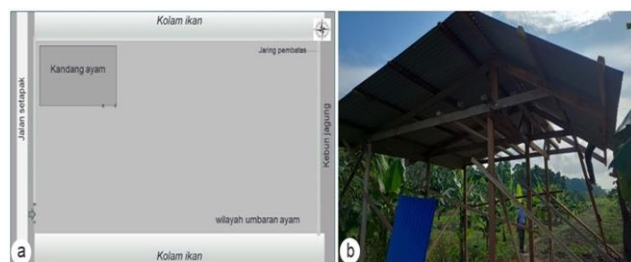 Kolam ikan
Jaring pembatas
Kandang ayam
Jalan setapak
Kebun jagung
wilayah umbaran ayam
Kolam ikan
a
b